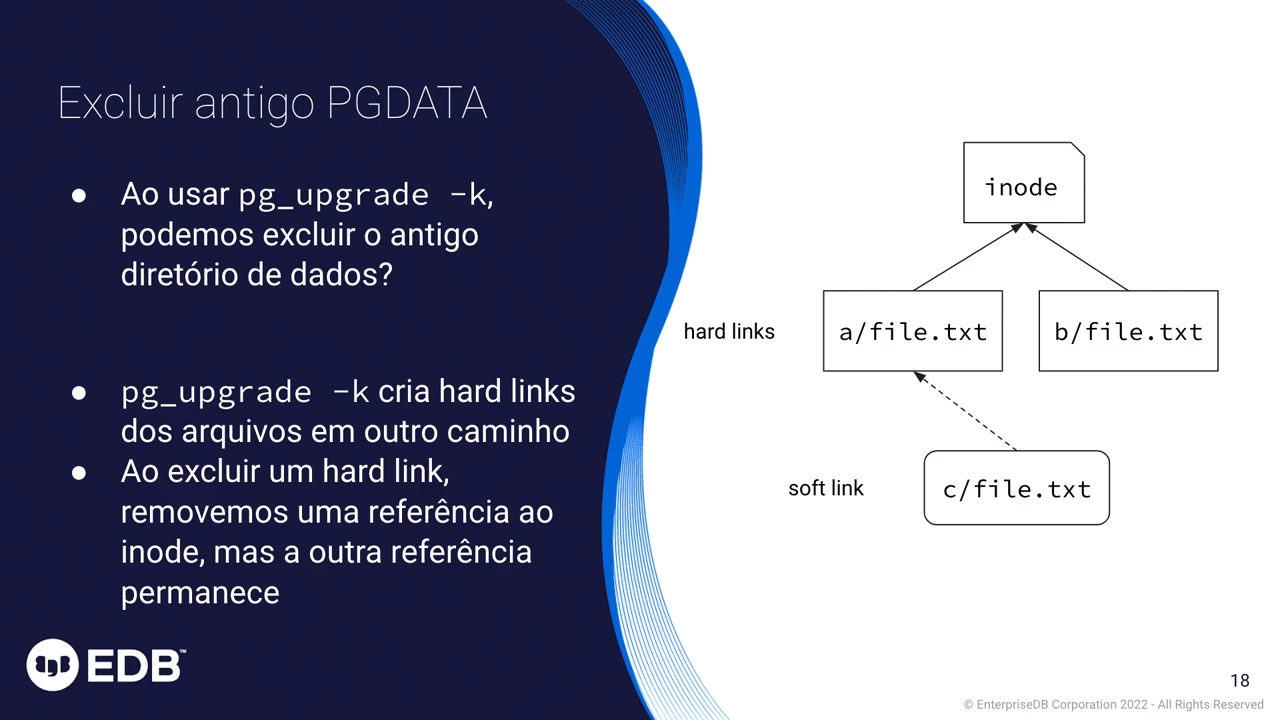 Excluir antigo PGDATA
● Ao usar pg_upgrade -k,
podemos excluir o antigo
diretório de dados?
● pg_upgrade -k cria hard links
dos arquivos em outro caminho
● Ao excluir um hard link,
removemos uma referência ao
inode, mas a outra referência
permanece
EDB™
inode
hard links
a/file.txt
b/file.txt
soft link
c/file.txt
18
© EnterpriseDB Corporation 2022 - All Rights Reserved